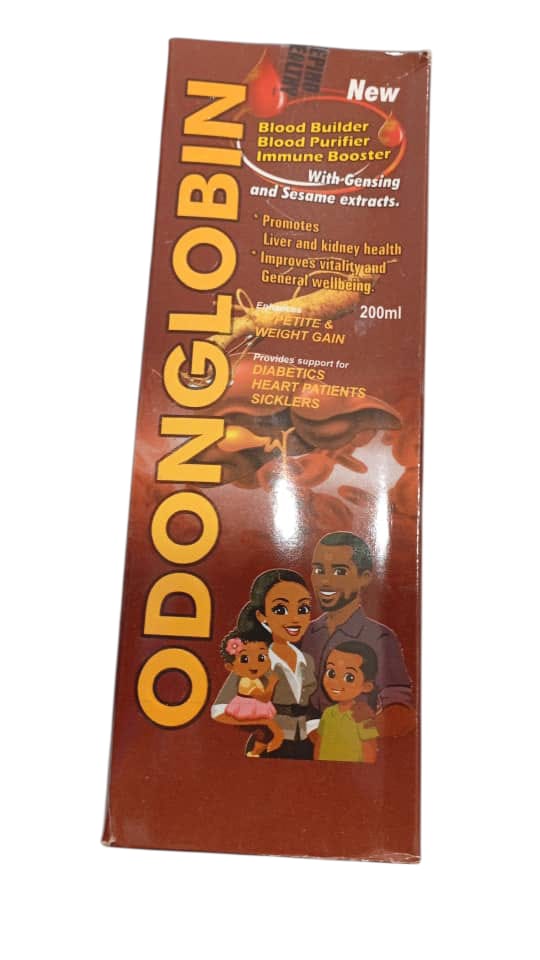 ODONGLOBIN
New
Blood Builder
Blood Purifier
Immune Booster
With Gensing
and Sesame extracts.
* Promotes
Liver and kidney health
* Improves vitality and
General wellbeing.
200ml
Enhances
PETITE &
WEIGHT GAIN
Provides support for
DIABETICS
HEART PATIENTS
SICKLERS